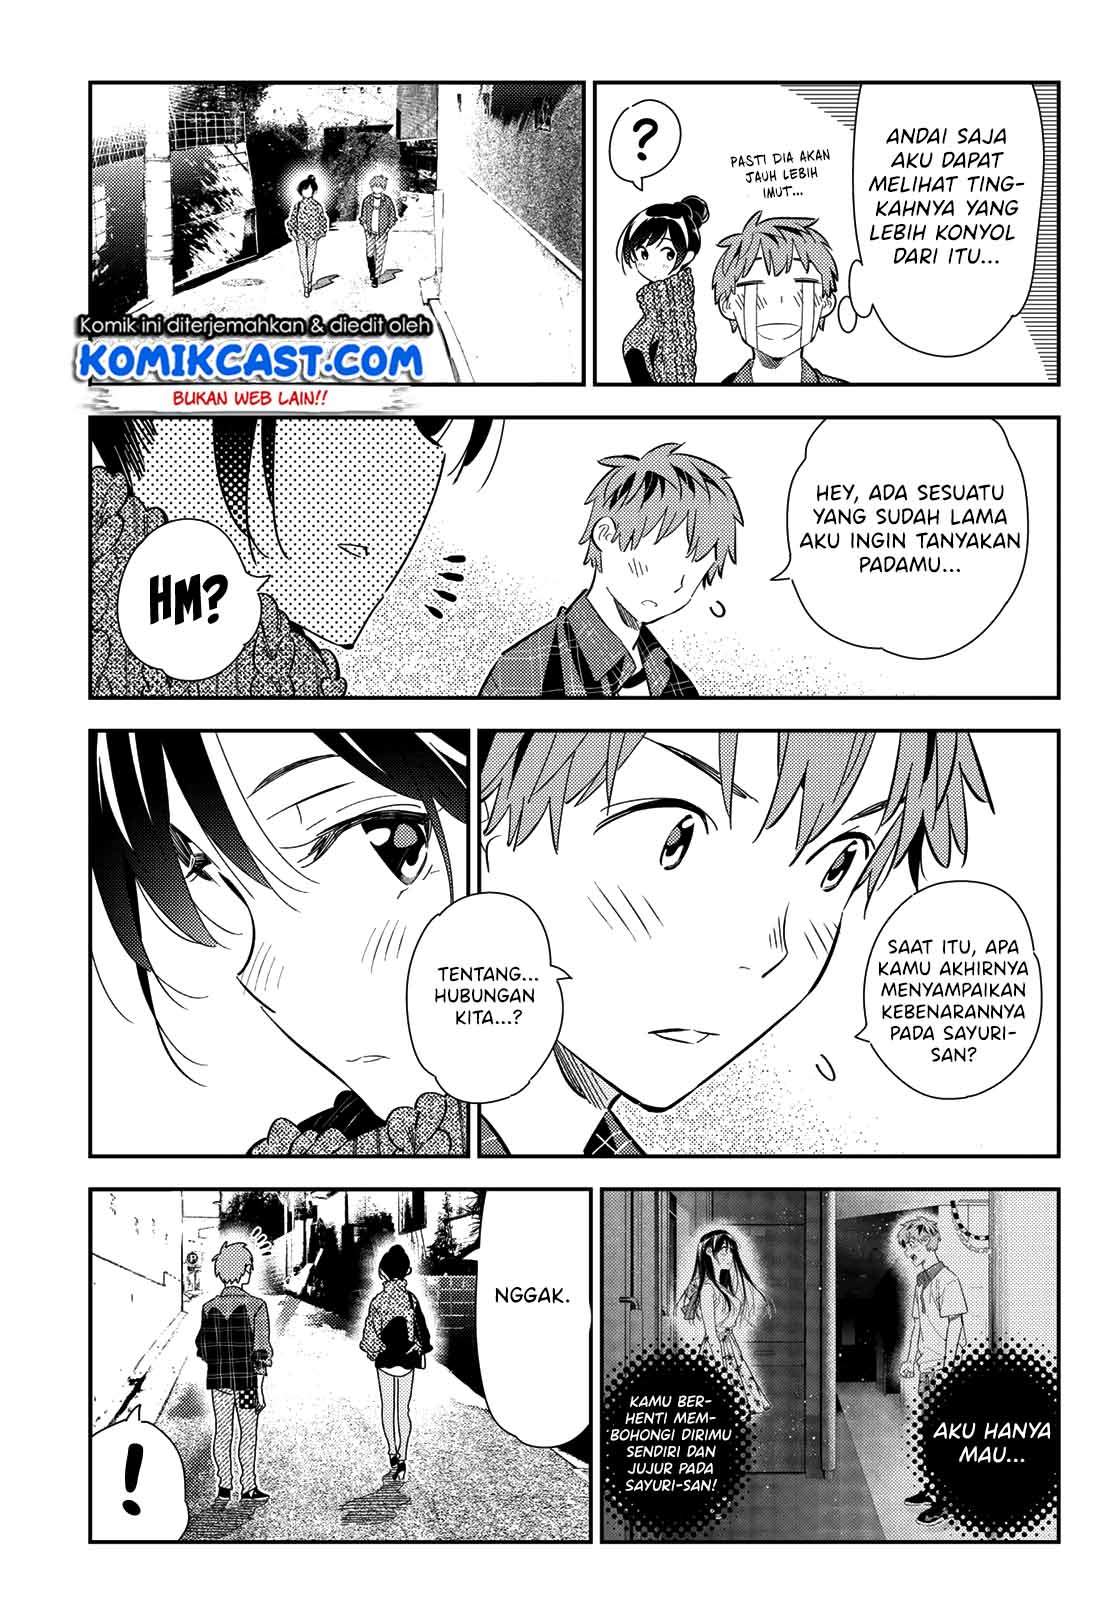 ANDAI SAJA
AKU DAPAT
MELIHAT TING-
KAHNYA YANG
LEBIH KONYOL
DARI ITU...
PASTI DIA AKAN
JAUH LEBIH
IMUT...
?
Komik ini diterjemahkan & diedit oleh
KOMIKCAST.COM
BUKAN WEB LAIN!!
HEY, ADA SESUATU
YANG SUDAH LAMA
AKU INGIN TANYAKAN
PADAMU...
HM?
SAAT ITU, APA
KAMU AKHIRNYA
MENYAMPAIKAN
KEBENARANNYA
PADA SAYURI-
SAN?
TENTANG...
HUBUNGAN
KITA...?
AKU HANYA
MAU...
KAMU BER-
HENTI MEM-
BOHONGI DIRIMU
SENDIRI DAN
JUJUR PADA
SAYURI-SAN!
NGGAK.
!